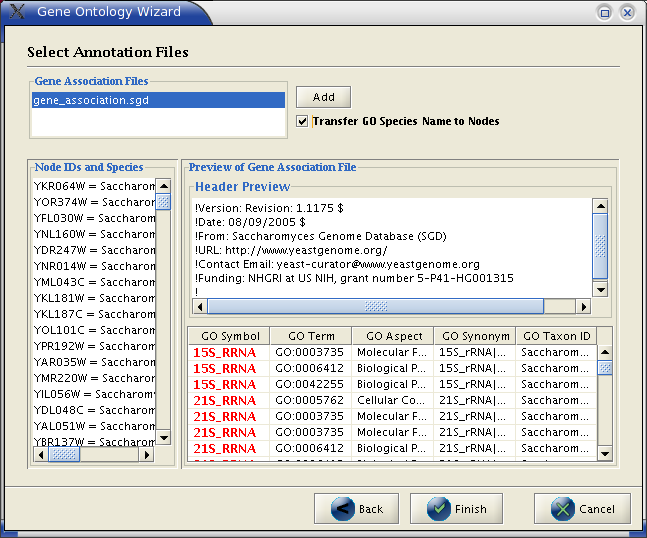 Gene Ontology Wizard
Select Annotation Files
Gene Association Files
gene_association.sgd
Add
Transfer GO Species Name to Nodes
Node IDs and Species
YKR064W = Saccharom
YOR374W = Saccharom
YFL030W = Saccharom
YNL160W = Saccharom
YDR247W = Saccharom
YNR014W = Saccharom
YML043C = Saccharom
YKL181W = Saccharom
YKL187C = Saccharom
YOL101C = Saccharom
YPR192W = Saccharom
YAR035W = Saccharom
YMR220W = Saccharom
YIL056W = Saccharom
YDL048C = Saccharom
YAL051W = Saccharom
YBR137W = Saccharom
Preview of Gene Association File
Header Preview
!Version: Revision: 1.1175 $
!Date: 08/09/2005 $
!From: Saccharomyces Genome Database (SGD)
!URL: http://www.yeastgenome.org/
!Contact Email: yeast-curator@www.yeastgenome.org
!Funding: NHGRI at US NIH, grant number 5-P41-HG001315
!
GO Symbol GO Term GO Aspect GO Synonym GO Taxon ID
15S_RRNA GO:0003735 Molecular F... 15S_rRNA|... Saccharom...
15S_RRNA GO:0006412 Biological P... 15S_rRNA|... Saccharom...
15S_RRNA GO:0042255 Biological P... 15S_rRNA|... Saccharom...
21S_RRNA GO:0005762 Cellular Co... 21S_rRNA|... Saccharom...
21S_RRNA GO:0003735 Molecular F... 21S_rRNA|... Saccharom...
21S_RRNA GO:0003735 Molecular F... 21S_rRNA|... Saccharom...
21S_RRNA GO:0006412 Biological P... 21S_rRNA|... Saccharom...
Back
Finish
Cancel